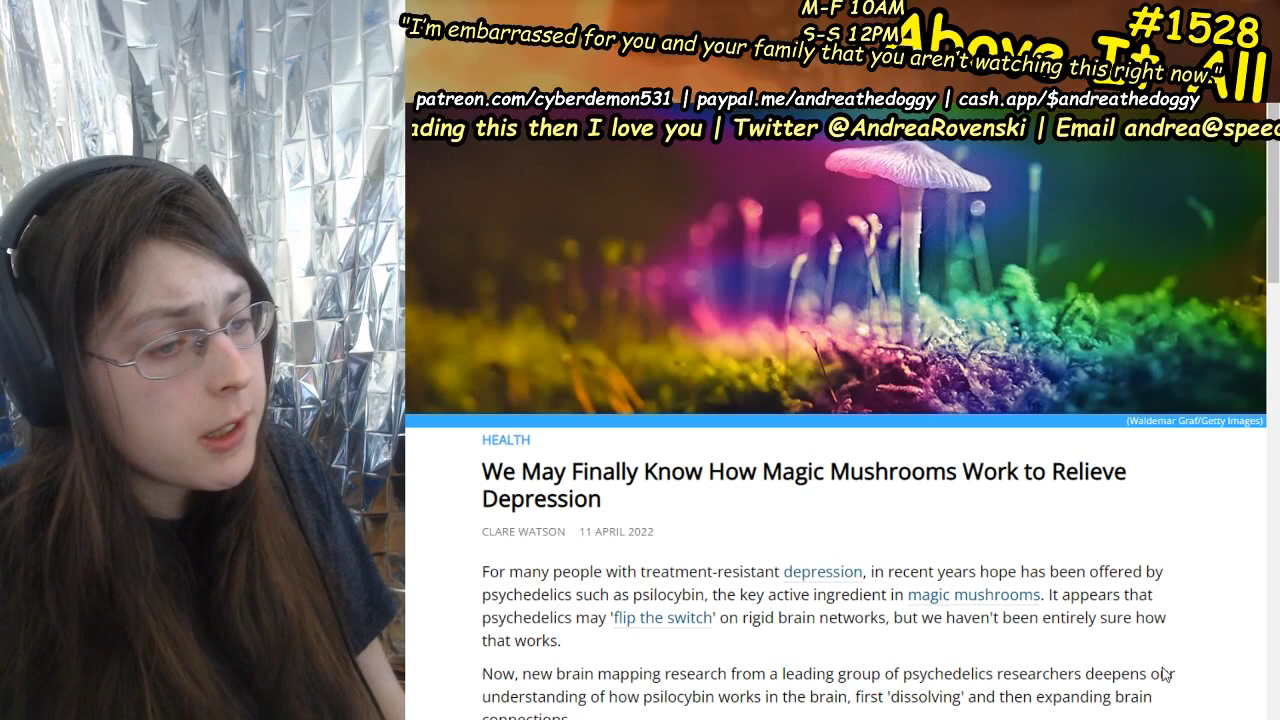 M-F 10AM
S-S 12PM
Above It All
#1528
"I'm embarrassed for you and your family that you aren't watching this right now."
patreon.com/cyberdemon531 | paypal.me/andreathedoggy | cash.app/$andreathedoggy
ading this then I love you | Twitter @AndreaRovenski | Email andrea@spee
(Waldemar Graf/Getty Images)
HEALTH
We May Finally Know How Magic Mushrooms Work to Relieve
Depression
CLARE WATSON 11 APRIL 2022
For many people with treatment-resistant depression, in recent years hope has been offered by
psychedelics such as psilocybin, the key active ingredient in magic mushrooms. It appears that
psychedelics may 'flip the switch' on rigid brain networks, but we haven't been entirely sure how
that works.
Now, new brain mapping research from a leading group of psychedelics researchers deepens our
understanding of how psilocybin works in the brain, first 'dissolving' and then expanding brain
connections.